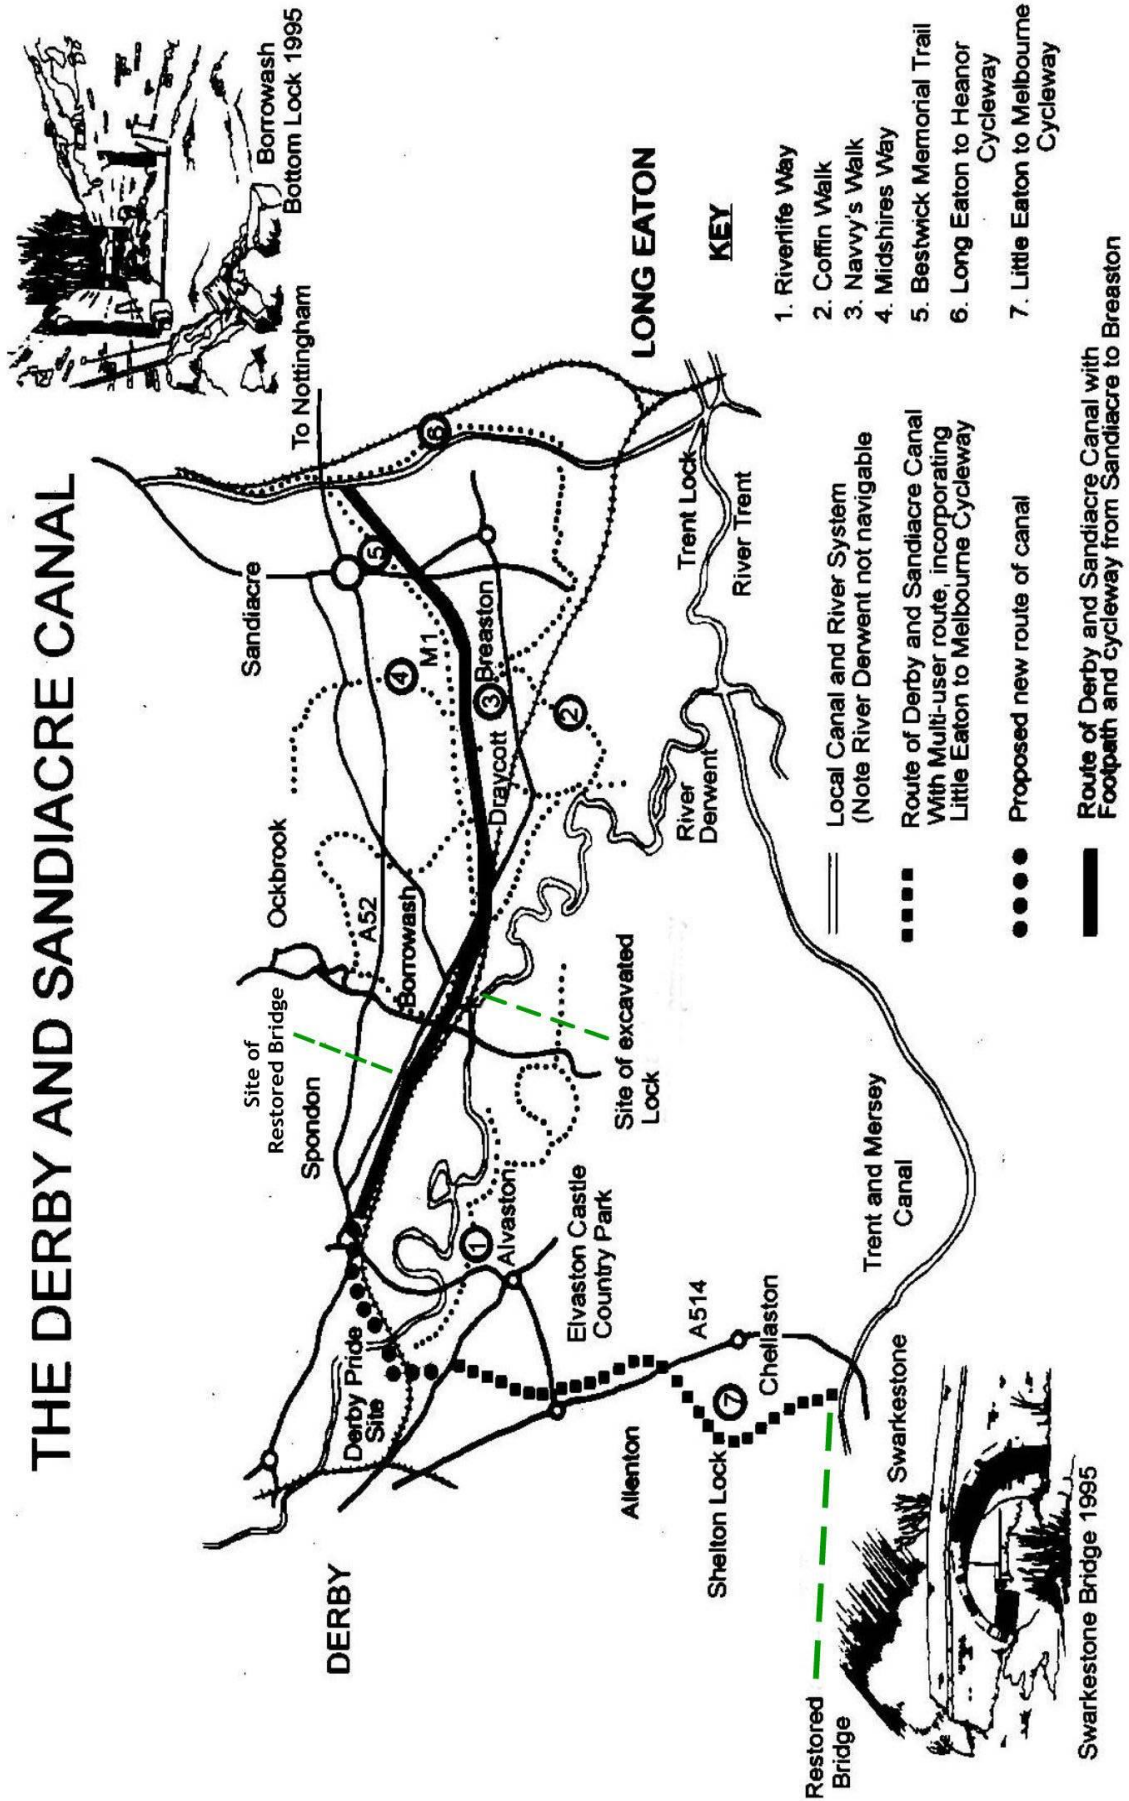 THE DERBY AND SANDIACRE CANAL
Borrowash
Bottom Lock 1995
To Nottingham
Sandiacre
Ockbrook
Site of
Restored Bridge
Spondon
DERBY
A52
M1
Borrowash
Breaston
Draycott
Derby Pride
Site
Alvaston
Elvaston Castle
Country Park
Site of excavated
Lock
LONG EATON
Trent Lock
River Trent
River
Derwent
A514
Chellaston
Allenton
Shelton Lock
Trent and Mersey
Canal
Swarkestone
Restored
Bridge
Swarkestone Bridge 1995
1
2
3
4
5
6
7
KEY
1. Riverlife Way
2. Coffin Walk
3. Navvy's Walk
4. Midshires Way
5. Bestwick Memorial Trail
6. Long Eaton to Heanor
Cycleway
7. Little Eaton to Melbourne
Cycleway
Local Canal and River System
(Note River Derwent not navigable
Route of Derby and Sandiacre Canal
With Multi-user route, incorporating
Little Eaton to Melbourne Cycleway
Proposed new route of canal
Route of Derby and Sandiacre Canal with
Footpath and cycleway from Sandiacre to Breaston